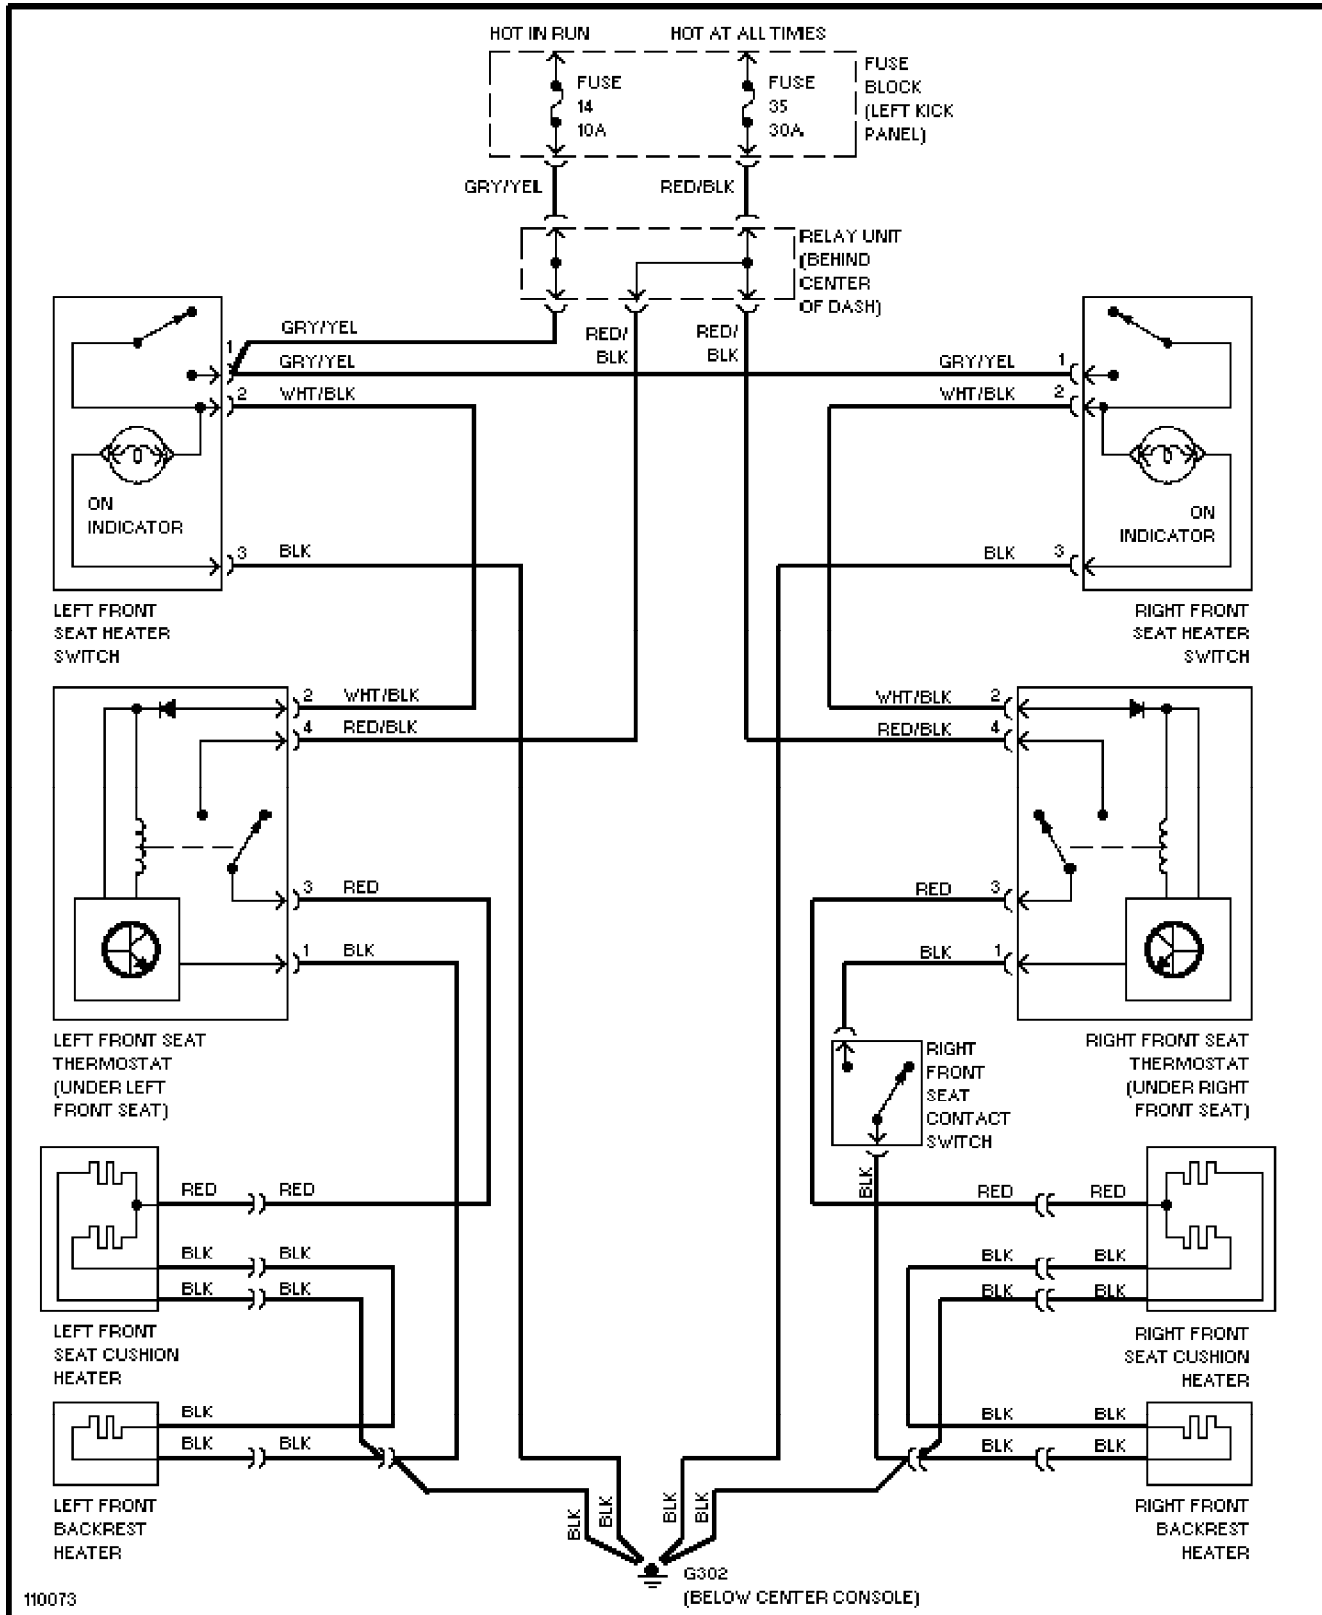 HOT IN RUN
HOT AT ALL TIMES
FUSE
14
10A
FUSE
35
30A
FUSE
BLOCK
(LEFT KICK
PANEL)
GRY/YEL
RED/BLK
RELAY UNIT
(BEHIND
CENTER
OF DASH)
GRY/YEL
RED/
BLK
RED/
BLK
1
GRY/YEL
GRY/YEL
1
2
WHT/BLK
WHT/BLK
2
ON
INDICATOR
ON
INDICATOR
3
BLK
BLK
3
LEFT FRONT
SEAT HEATER
SWITCH
RIGHT FRONT
SEAT HEATER
SWITCH
2
WHT/BLK
WHT/BLK
2
4
RED/BLK
RED/BLK
4
3
RED
RED
3
1
BLK
BLK
1
LEFT FRONT SEAT
THERMOSTAT
(UNDER LEFT
FRONT SEAT)
RIGHT
FRONT
SEAT
CONTACT
SWITCH
RIGHT FRONT SEAT
THERMOSTAT
(UNDER RIGHT
FRONT SEAT)
BLK
RED
RED
RED
RED
BLK
BLK
BLK
BLK
BLK
BLK
BLK
BLK
LEFT FRONT
SEAT CUSHION
HEATER
RIGHT FRONT
SEAT CUSHION
HEATER
BLK
BLK
BLK
BLK
BLK
BLK
BLK
LEFT FRONT
BACKREST
HEATER
BLK
BLK
BLK
BLK
RIGHT FRONT
BACKREST
HEATER
G302
(BELOW CENTER CONSOLE)
110073